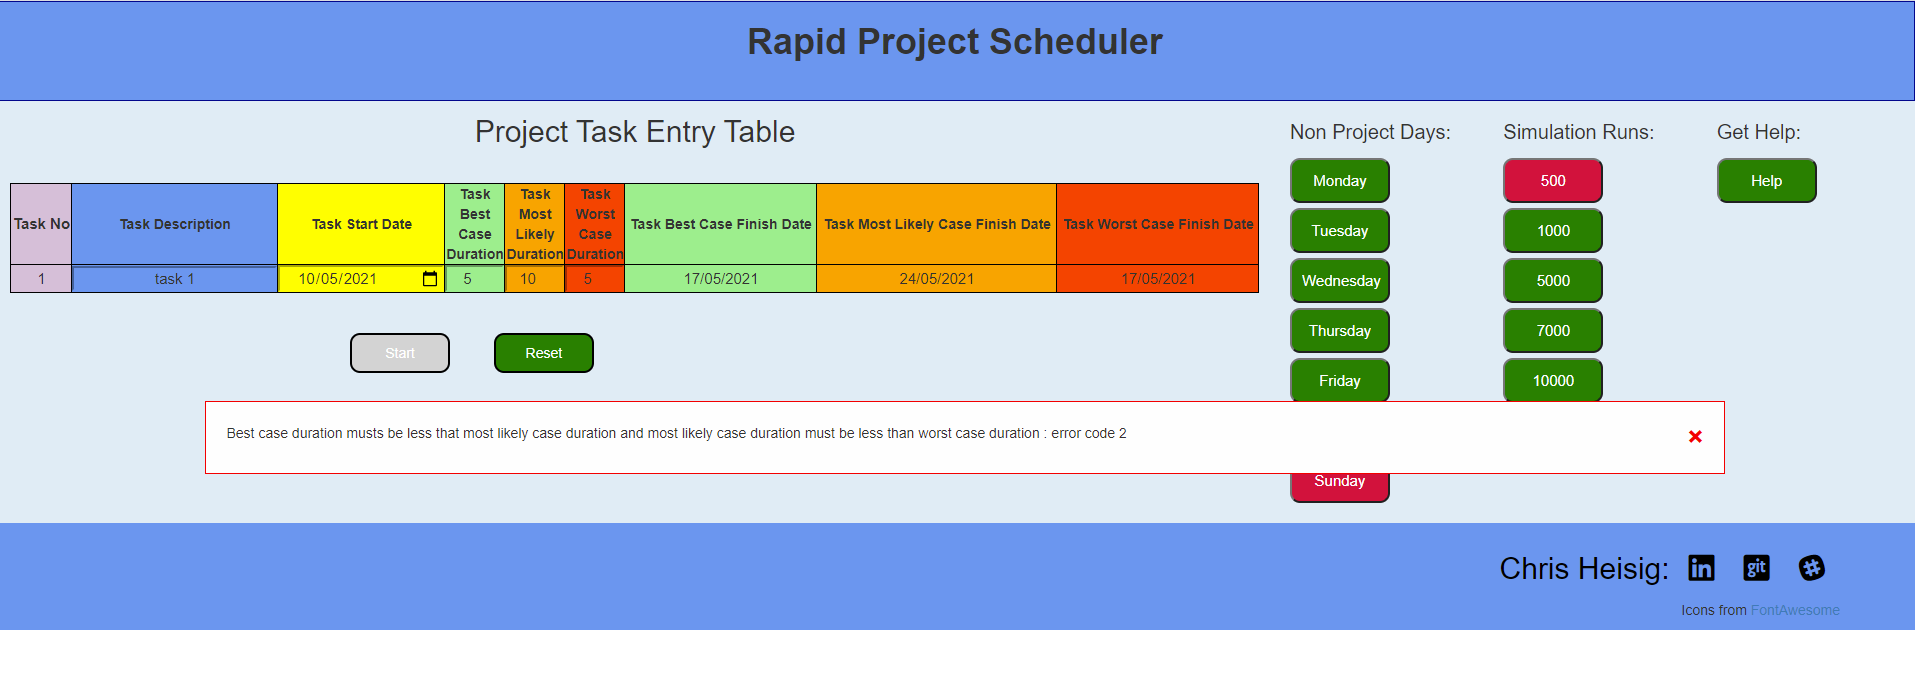 Rapid Project Scheduler
Project Task Entry Table
Non Project Days:
Simulation Runs:
Get Help:
Task No
Task Description
Task Start Date
Task
Best
Case
Duration
Task
Most
Likely
Duration
Task
Worst
Case
Duration
Task Best Case Finish Date
Task Most Likely Case Finish Date
Task Worst Case Finish Date
1
task 1
10/05/2021
5
10
5
17/05/2021
24/05/2021
17/05/2021
Start
Reset
Monday
Tuesday
Wednesday
Thursday
Friday
Sunday
500
1000
5000
7000
10000
Help
Best case duration musts be less that most likely case duration and most likely case duration must be less than worst case duration : error code 2
Chris Heisig:
in
git
Icons from FontAwesome